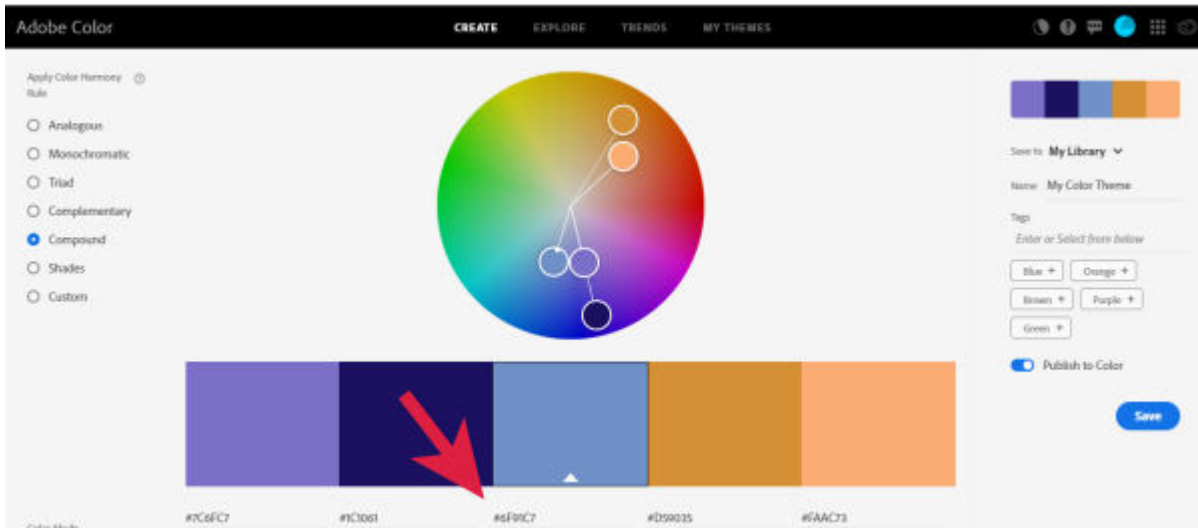 Adobe Color
CREATE EXPLORE TRENDS MY THEMES
Apply Color Harmony
Rule
Analogous
Monochromatic
Triad
Complementary
Compound
Shades
Custom
Save to My Library
Name My Color Theme
Tags
Enter or Select from below
Blue + Orange +
Brown + Purple +
Green +
Publish to Color
Save
#7C6FC7 #1C1061 #6F91C7 #D59035 #FAAC73
Color Mode